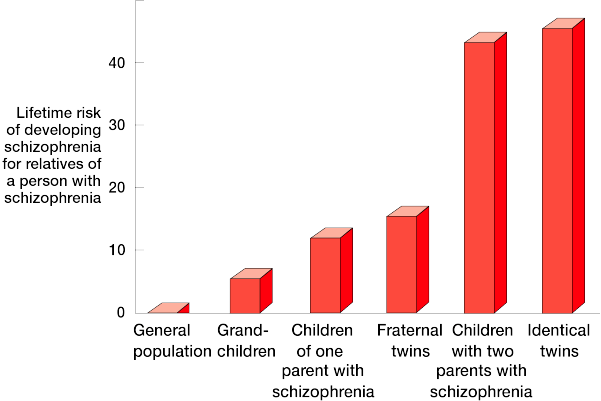 Lifetime risk
of developing
schizophrenia
for relatives of
a person with
schizophrenia
40
30
20
10
0
General
population
Grand-
children
Children
of one
parent with
schizophrenia
Fraternal
twins
Children
with two
parents with
schizophrenia
Identical
twins